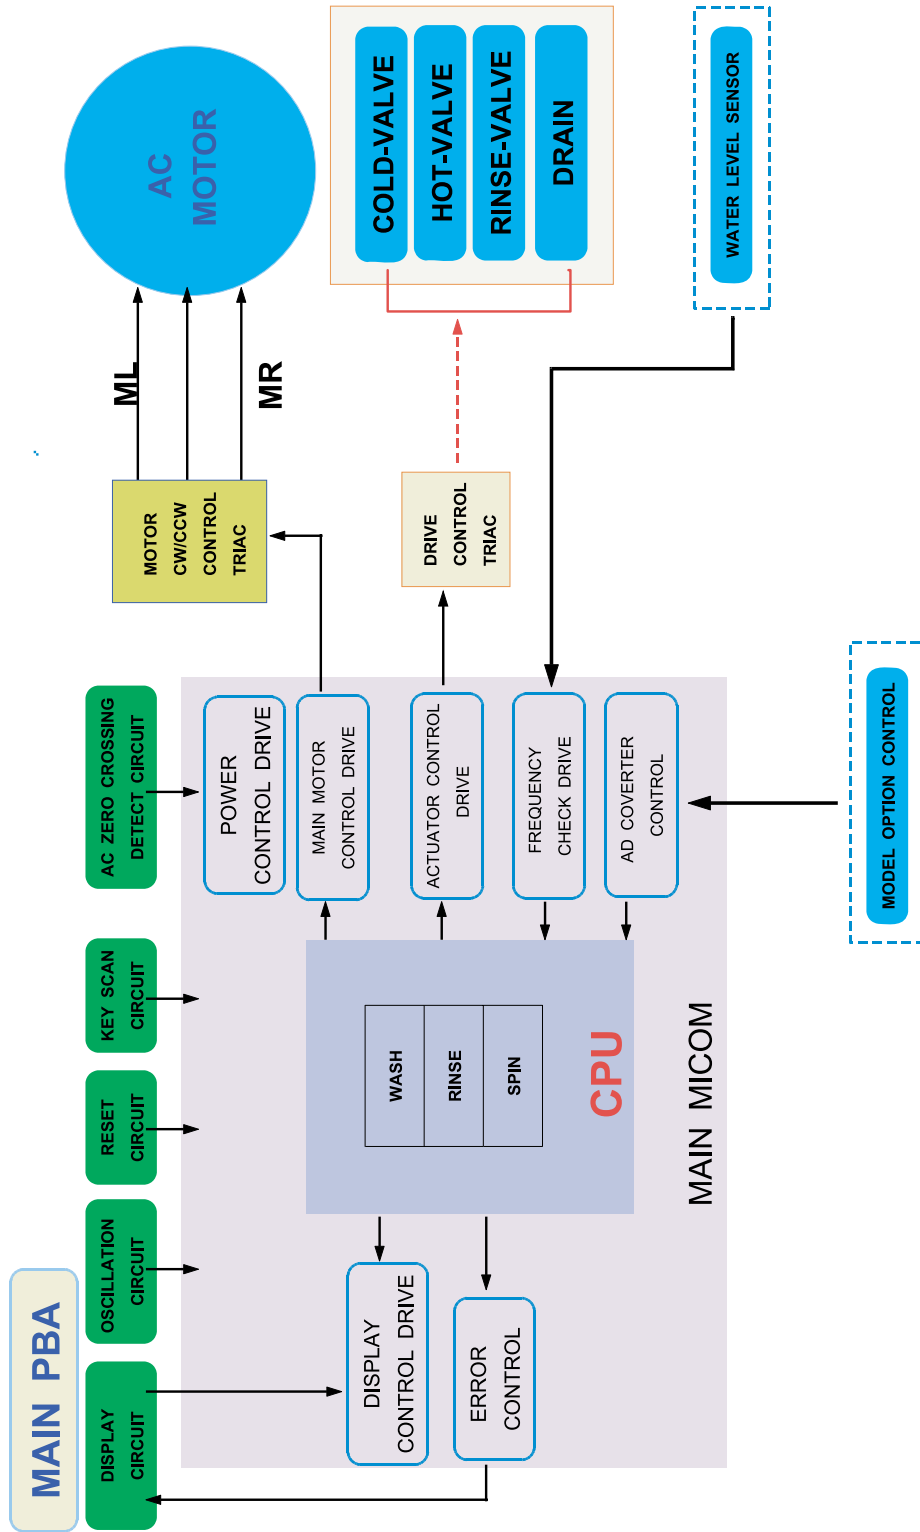 MAIN PBA
DISPLAY
CIRCUIT
OSCILLATION
CIRCUIT
RESET
CIRCUIT
KEY SCAN
CIRCUIT
AC ZERO CROSSING
DETECT CIRCUIT
DISPLAY
CONTROL DRIVE
ERROR
CONTROL
WASH
RINSE
SPIN
CPU
MAIN MICOM
POWER
CONTROL DRIVE
MAIN MOTOR
CONTROL DRIVE
ACTUATOR CONTROL
DRIVE
FREQUENCY
CHECK DRIVE
AD COVERTER
CONTROL
MOTOR
CW/CCW
CONTROL
TRIAC
DRIVE
CONTROL
TRIAC
ML
MR
AC
MOTOR
COLD-VALVE
HOT-VALVE
RINSE-VALVE
DRAIN
WATER LEVEL SENSOR
MODEL OPTION CONTROL